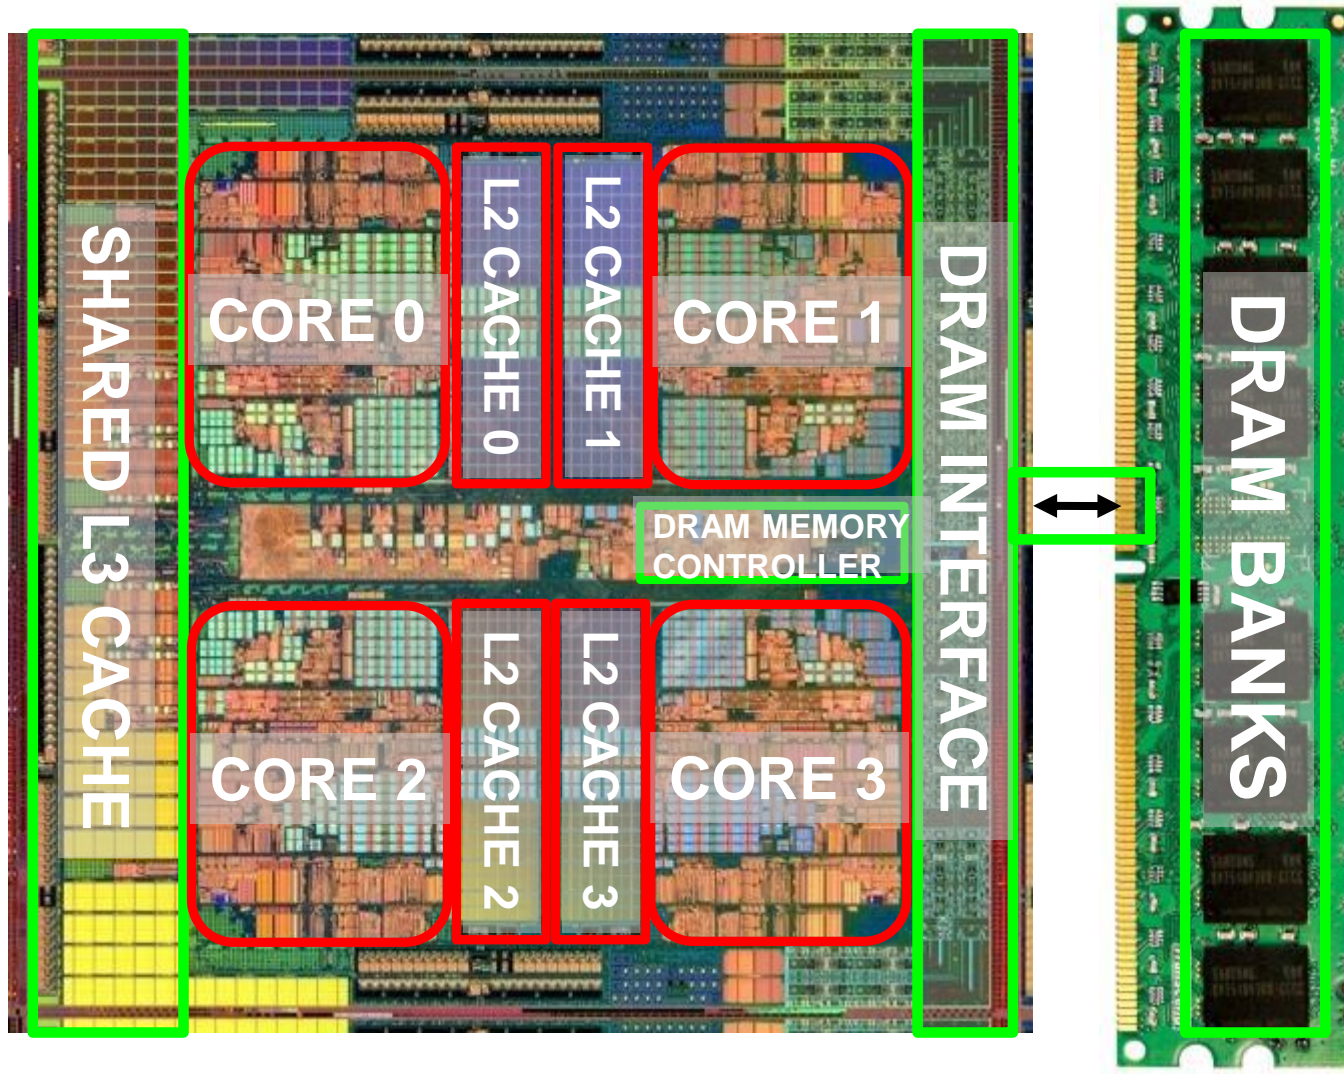 SHARED L3 CACHE
CORE 0
L2 CACHE 0
L2 CACHE 1
CORE 1
DRAM INTERFACE
DRAM BANKS
DRAM MEMORY
CONTROLLER
CORE 2
L2 CACHE 2
L2 CACHE 3
CORE 3